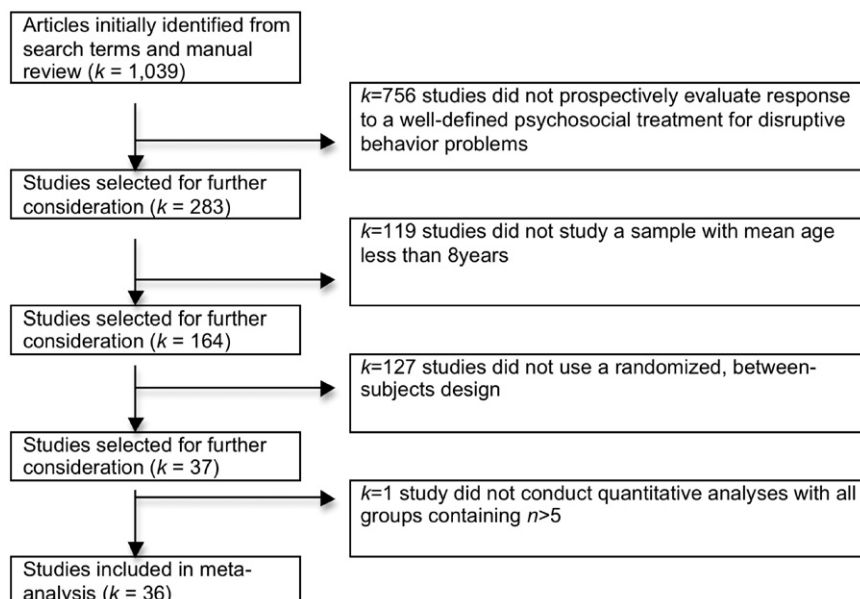 Articles initially identified from
search terms and manual
review (k = 1,039)
k=756 studies did not prospectively evaluate response
to a well-defined psychosocial treatment for disruptive
behavior problems
Studies selected for further
consideration (k = 283)
k=119 studies did not study a sample with mean age
less than 8years
Studies selected for further
consideration (k = 164)
k=127 studies did not use a randomized, between-
subjects design
Studies selected for further
consideration (k = 37)
k=1 study did not conduct quantitative analyses with all
groups containing n>5
Studies included in meta-
analysis (k = 36)